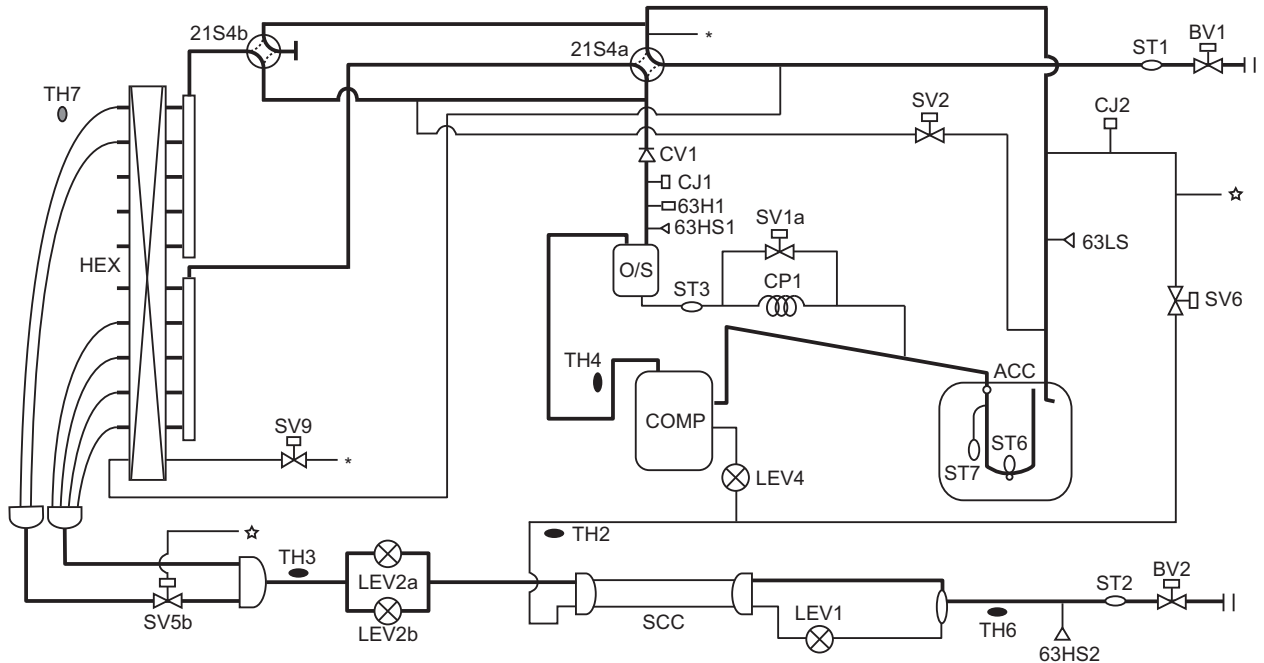 21S4b
21S4a
*
ST1
BV1
TH7
SV2
CJ2
CV1
CJ1
63H1
63HS1
SV1a
☆
63LS
HEX
O/S
ST3
CP1
SV6
TH4
ACC
COMP
SV9
*
ST6
ST7
LEV4
☆
TH2
TH3
LEV2a
BV2
ST2
SV5b
LEV2b
SCC
LEV1
TH6
63HS2